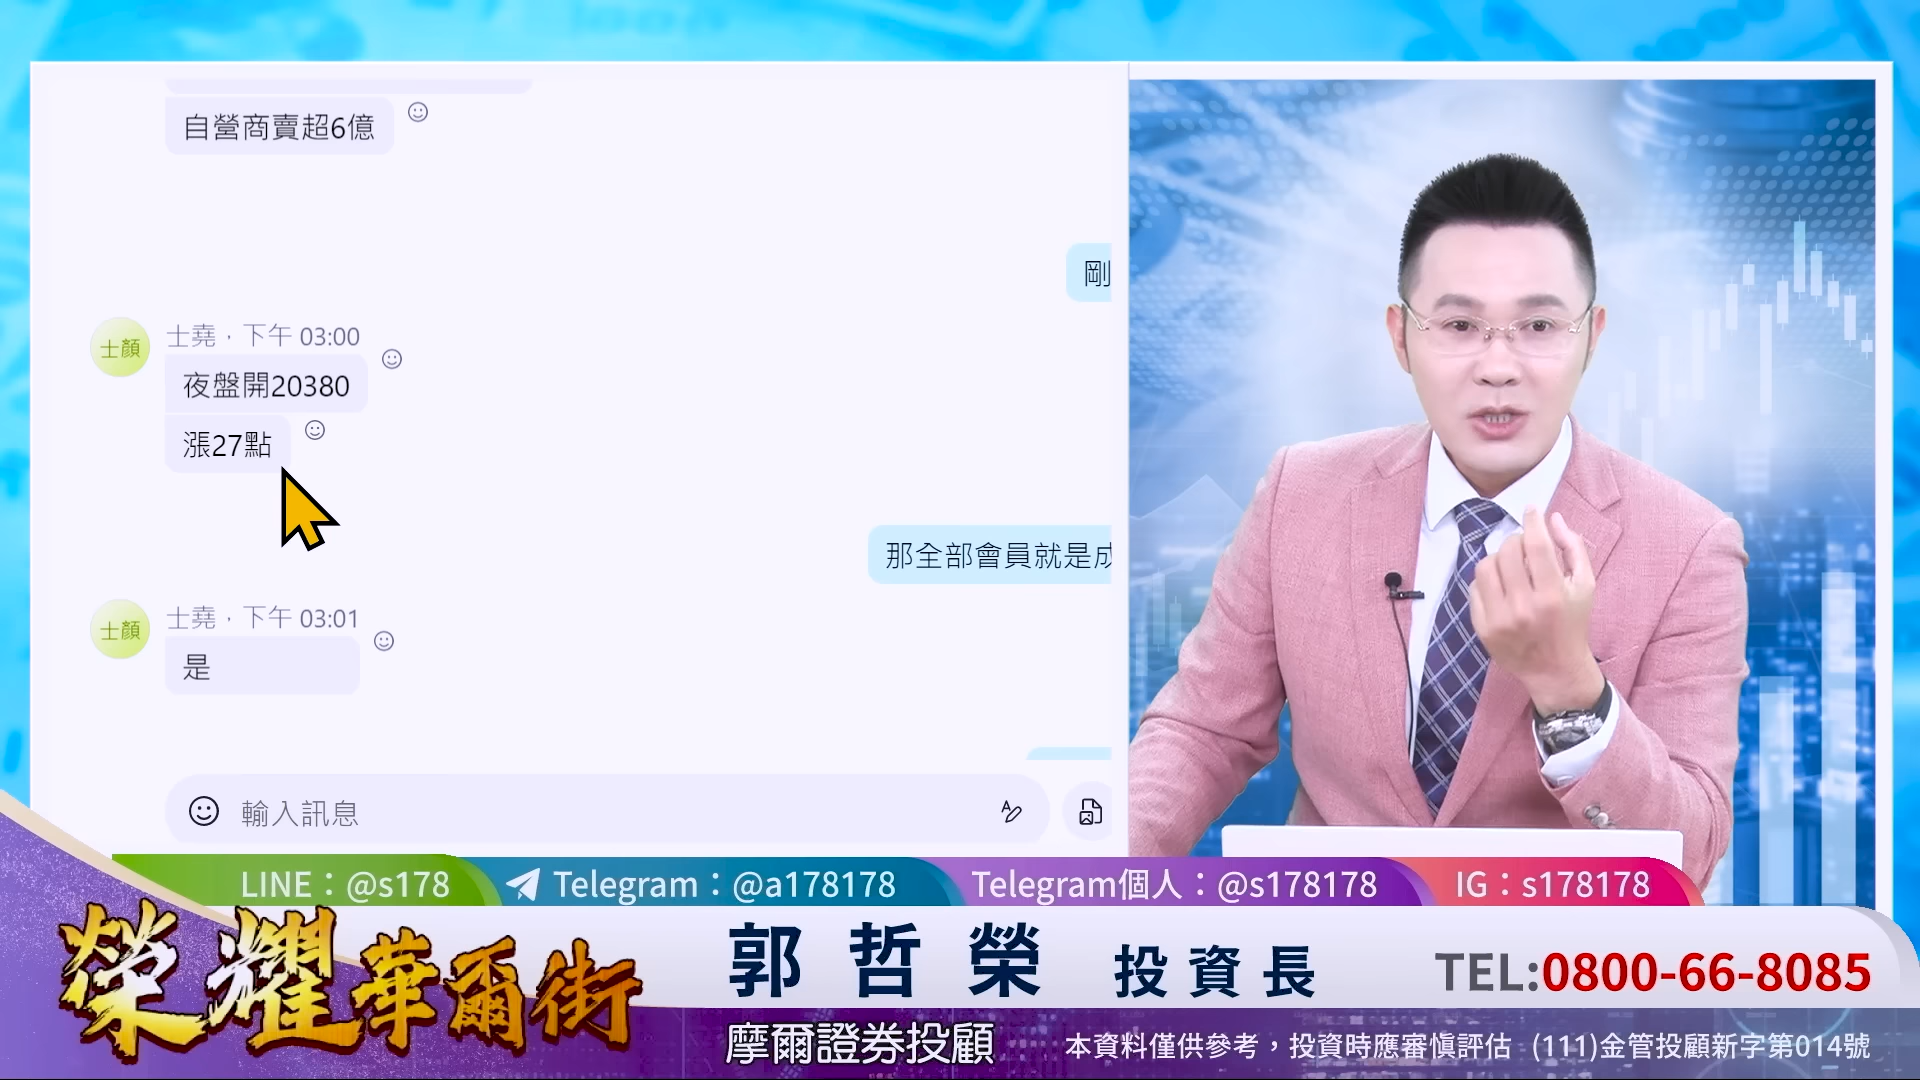 自營商賣超6億
剛
士顏
士堯，下午 03:00
夜盤開20380
漲27點
那全部會員就是成
士顏
士堯，下午 03:01
是
輸入訊息
LINE：@s178
Telegram：@a178178
Telegram個人：@s178178
IG：s178178
榮耀華爾街
郭哲榮 投資長
TEL:0800-66-8085
摩爾證券投顧
本資料僅供參考，投資時應審慎評估 (111)金管投顧新字第014號